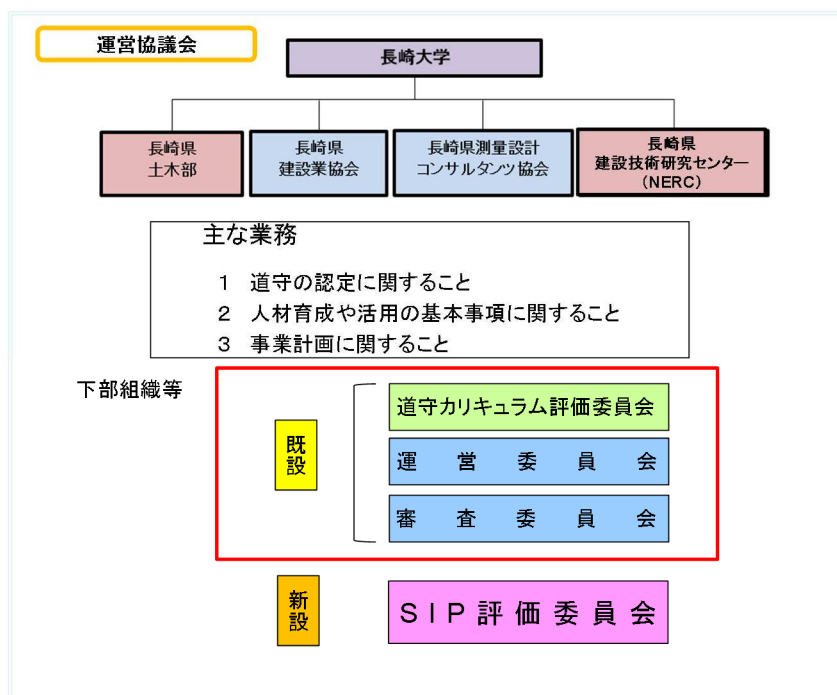 運営協議会
長崎大学
長崎県
土木部
長崎県
建設業協会
長崎県測量設計
コンサルタンツ協会
長崎県
建設技術研究センター
(NERC)
主な業務
1 道守の認定に関すること
2 人材育成や活用の基本事項に関すること
3 事業計画に関すること
下部組織等
既設
道守カリキュラム評価委員会
運営委員会
審査委員会
新設
SIP評価委員会